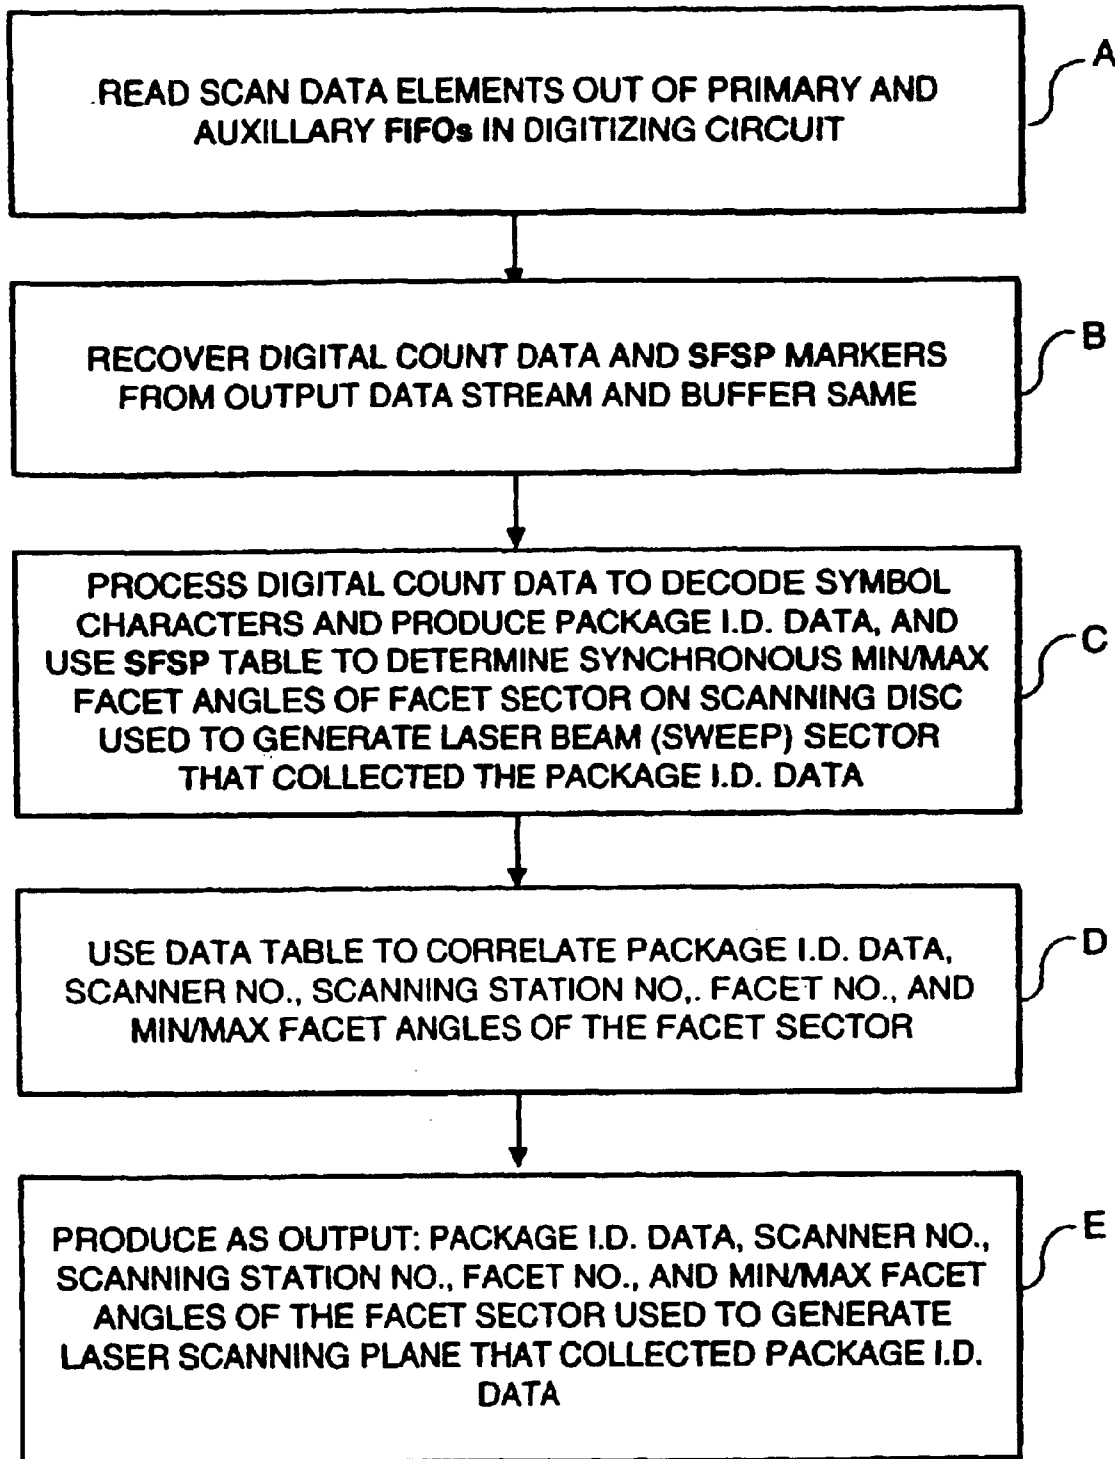 READ SCAN DATA ELEMENTS OUT OF PRIMARY AND
AUXILLARY FIFOs IN DIGITIZING CIRCUIT
A
RECOVER DIGITAL COUNT DATA AND SFSP MARKERS
FROM OUTPUT DATA STREAM AND BUFFER SAME
B
PROCESS DIGITAL COUNT DATA TO DECODE SYMBOL
CHARACTERS AND PRODUCE PACKAGE I.D. DATA, AND
USE SFSP TABLE TO DETERMINE SYNCHRONOUS MIN/MAX
FACET ANGLES OF FACET SECTOR ON SCANNING DISC
USED TO GENERATE LASER BEAM (SWEEP) SECTOR
THAT COLLECTED THE PACKAGE I.D. DATA
C
USE DATA TABLE TO CORRELATE PACKAGE I.D. DATA,
SCANNER NO., SCANNING STATION NO,. FACET NO., AND
MIN/MAX FACET ANGLES OF THE FACET SECTOR
D
PRODUCE AS OUTPUT: PACKAGE I.D. DATA, SCANNER NO.,
SCANNING STATION NO., FACET NO., AND MIN/MAX FACET
ANGLES OF THE FACET SECTOR USED TO GENERATE
LASER SCANNING PLANE THAT COLLECTED PACKAGE I.D.
DATA
E